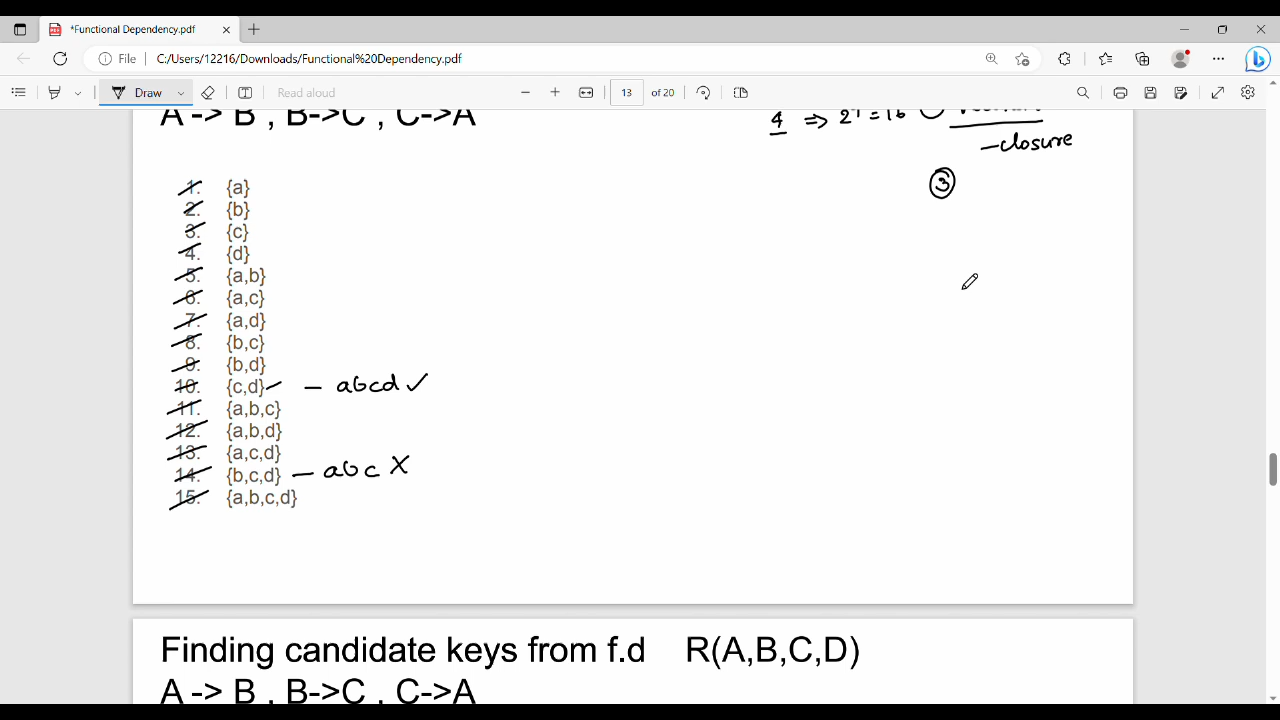 *Functional Dependency.pdf
File C:/Users/12216/Downloads/Functional%20Dependency.pdf
Draw Read aloud 13 of 20
A -> B , B->C , C->A
4 => 2 = 16
- closure
3
1. {a}
2. {b}
3. {c}
4. {d}
5. {a,b}
6. {a,c}
7. {a,d}
8. {b,c}
9. {b,d}
10. {c,d} - abcd ✓
11. {a,b,c}
12. {a,b,d}
13. {a,c,d}
14. {b,c,d} - abc X
15. {a,b,c,d}
Finding candidate keys from f.d R(A,B,C,D)
A -> B , B->C , C->A